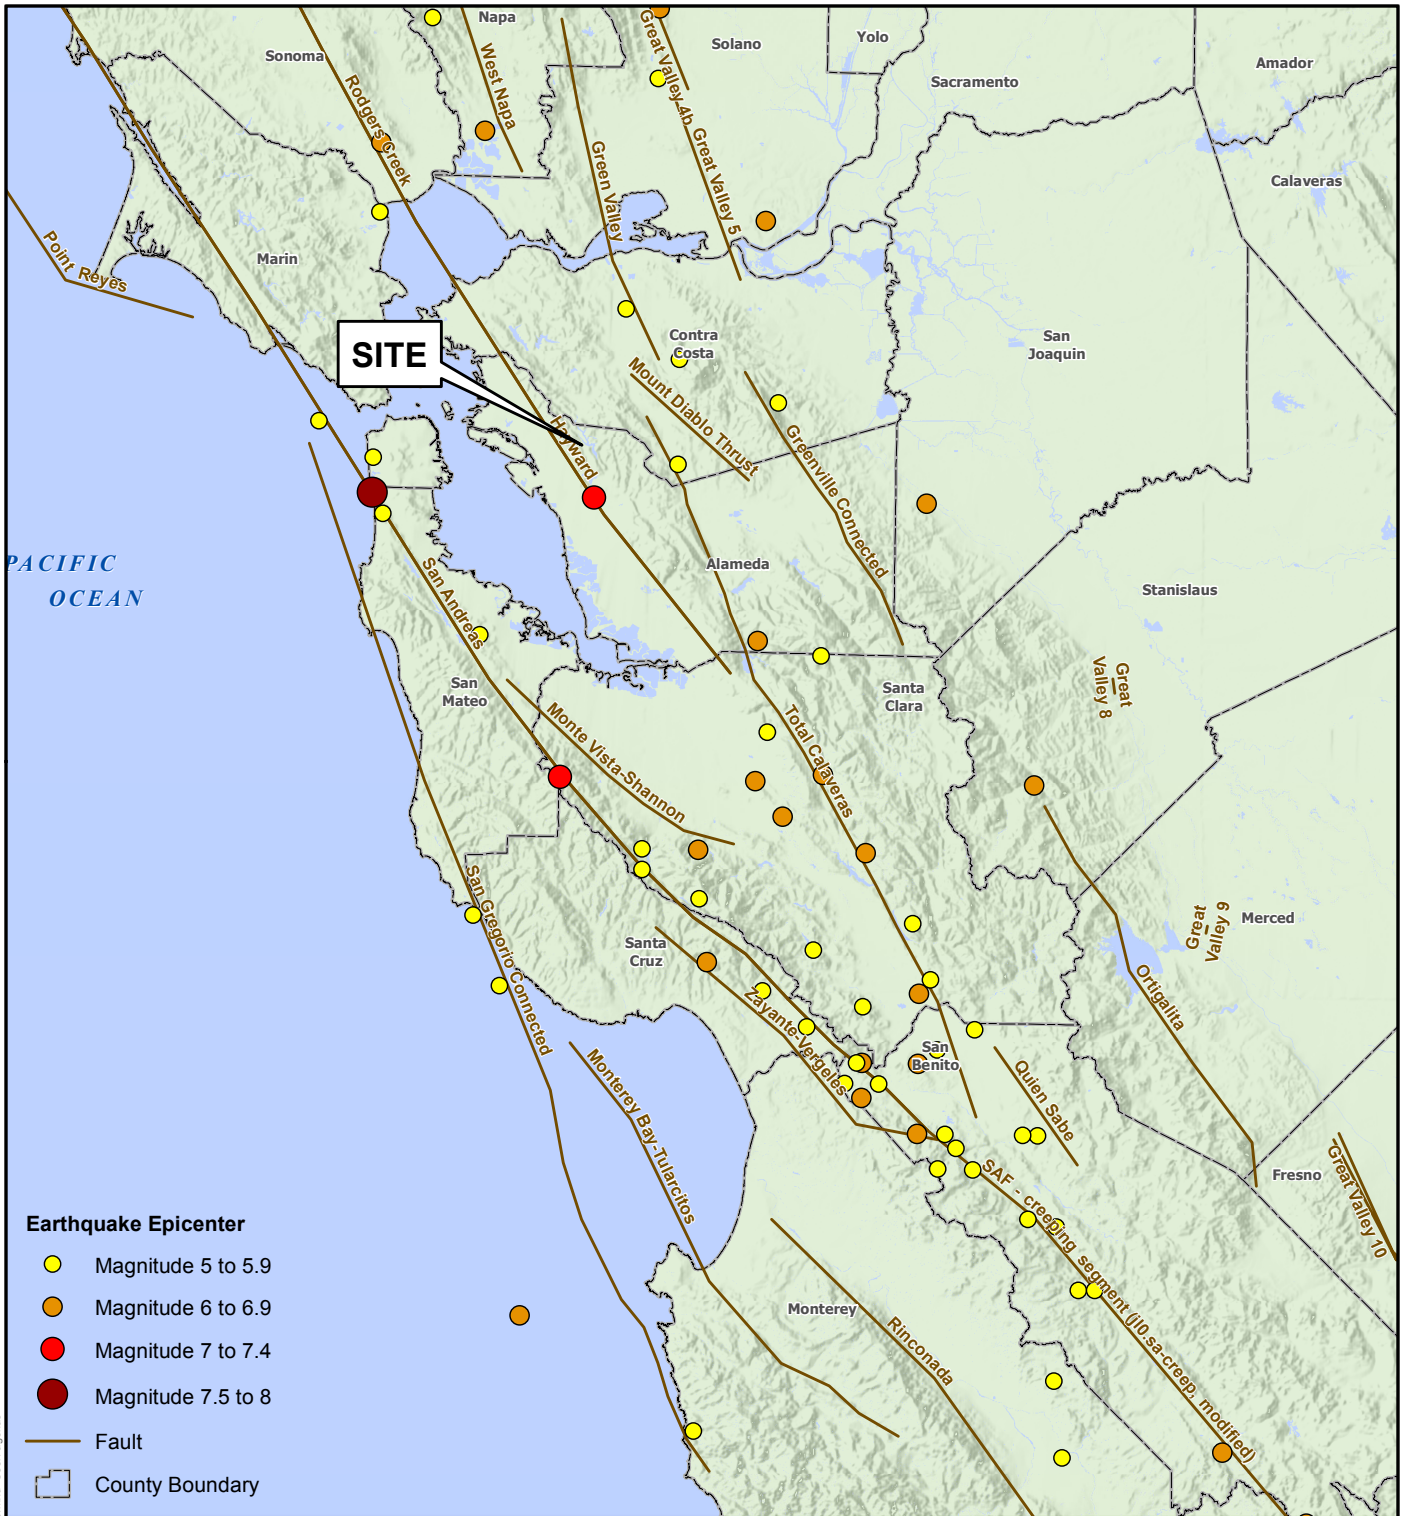 Napa
Solano
Yolo
Sonoma
Sacramento
Amador
West Napa
Great Valley 4b
Great Valley 5
Rodgers Creek
Green Valley
Calaveras
Marin
Point Reyes
Contra
Costa
San
Joaquin
SITE
Mount Diablo Thrust
Hayward
Greenville Connected
PACIFIC
OCEAN
San Andreas
Alameda
Stanislaus
San
Mateo
Santa
Clara
Great
Valley 8
Monte Vista-Shannon
Total Calaveras
San Gregorio Connected
Santa
Cruz
Great
Valley 9
Merced
Ortigalita
Zayante-Vergeles
San
Benito
Quien Sabe
Monterey Bay-Tularcitos
SAF - creeping segment (jl0.sa-creep, modified)
Fresno
Great Valley 10
Monterey
Rinconada
Earthquake Epicenter
Magnitude 5 to 5.9
Magnitude 6 to 6.9
Magnitude 7 to 7.4
Magnitude 7.5 to 8
Fault
County Boundary